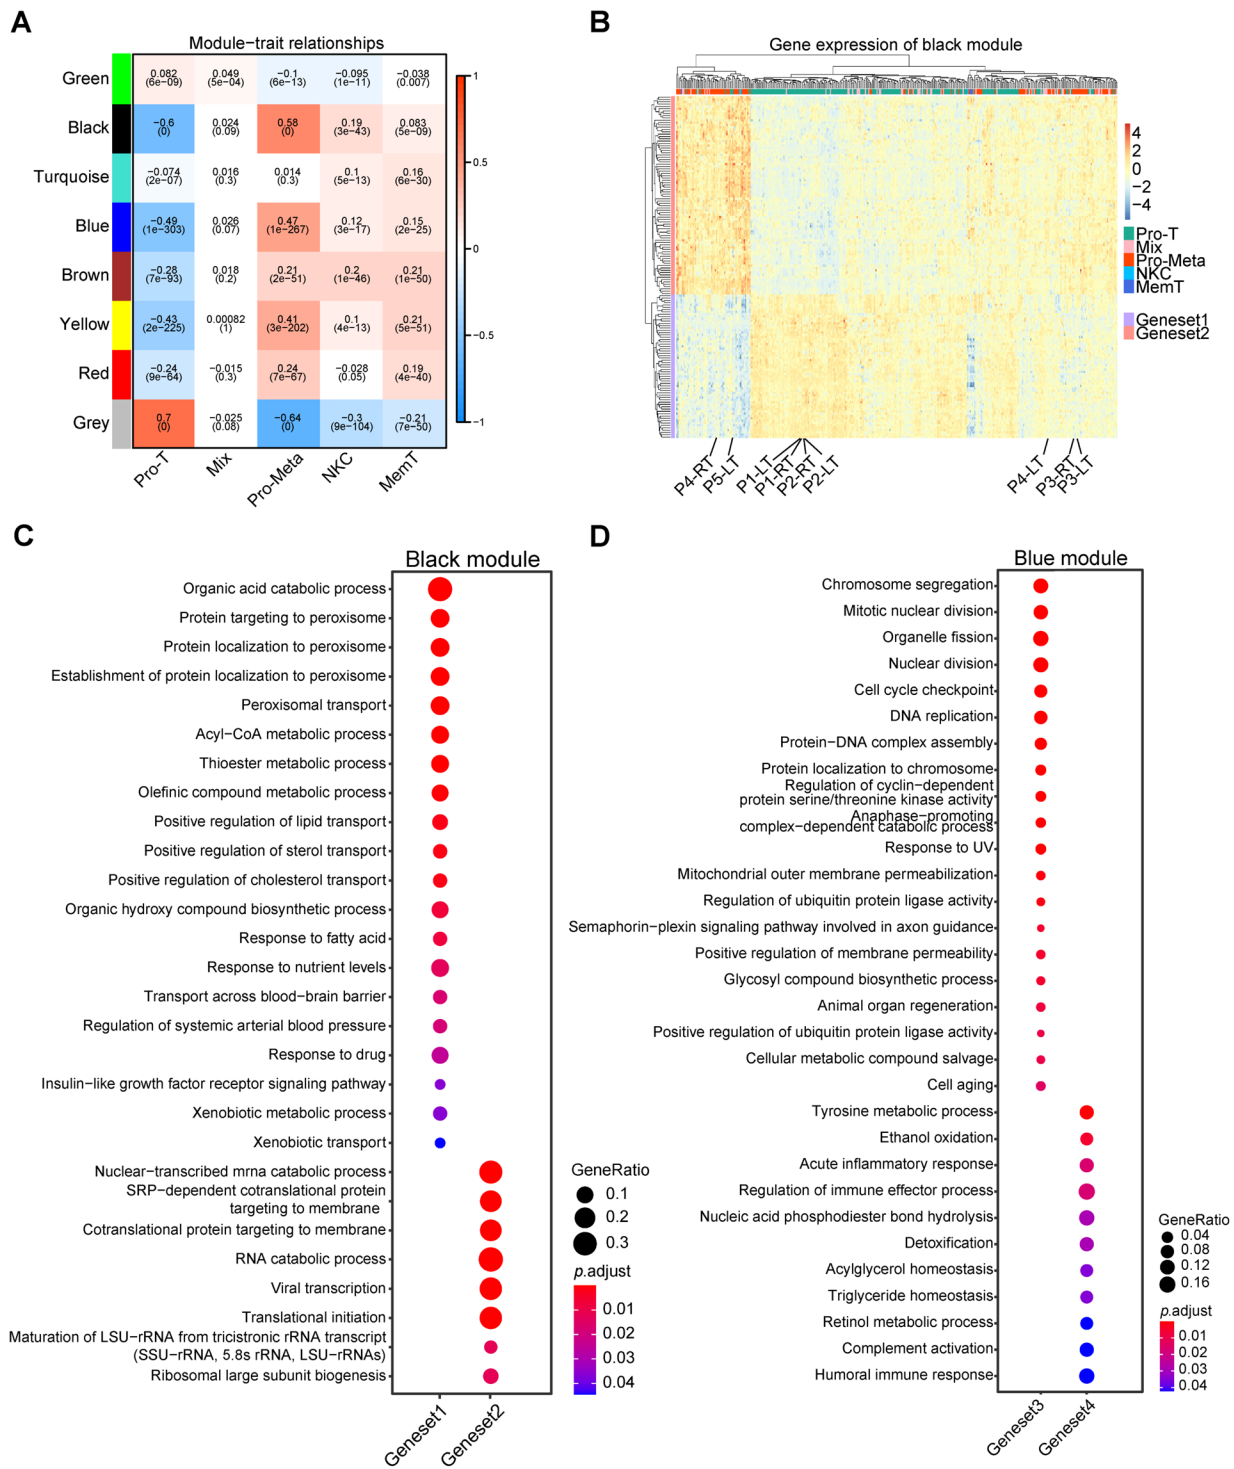 A
Module−trait relationships
Green
0.082 0.049 −0.1 −0.095 −0.038
(6e−09) (5e−04) (6e−13) (1e−11) (0.007)
Black
−0.6 0.024 0.58 0.19 0.083
(0) (0.09) (0) (3e−43) (5e−09)
Turquoise
−0.074 0.016 0.014 0.1 0.16
(2e−07) (0.3) (0.3) (5e−13) (6e−30)
Blue
−0.49 0.026 0.47 0.12 0.15
(1e−303) (0.07) (1e−267) (3e−17) (2e−25)
Brown
−0.28 0.018 0.21 0.2 0.21
(7e−93) (0.2) (2e−51) (1e−46) (1e−50)
Yellow
−0.43 0.00082 0.41 0.1 0.21
(2e−225) (1) (3e−202) (4e−13) (5e−51)
Red
−0.24 −0.015 0.24 −0.028 0.19
(9e−64) (0.3) (7e−67) (0.05) (4e−40)
Grey
0.7 −0.025 −0.64 −0.3 −0.21
(0) (0.08) (0) (9e−104) (7e−50)
Pro-T Mix Pro-Meta NKC MemT
1
0.5
0
−0.5
−1
B
Gene expression of black module
4
2
0
−2
−4
Pro-T
Mix
Pro-Meta
NKC
MemT
Geneset1
Geneset2
P4-RT P5-LT P1-LT P1-RT P2-RT P2-LT P4-LT P3-RT P3-LT
C
Black module
Organic acid catabolic process
Protein targeting to peroxisome
Protein localization to peroxisome
Establishment of protein localization to peroxisome
Peroxisomal transport
Acyl−CoA metabolic process
Thioester metabolic process
Olefinic compound metabolic process
Positive regulation of lipid transport
Positive regulation of sterol transport
Positive regulation of cholesterol transport
Organic hydroxy compound biosynthetic process
Response to fatty acid
Response to nutrient levels
Transport across blood−brain barrier
Regulation of systemic arterial blood pressure
Response to drug
Insulin−like growth factor receptor signaling pathway
Xenobiotic metabolic process
Xenobiotic transport
Nuclear−transcribed mrna catabolic process
SRP−dependent cotranslational protein
targeting to membrane
Cotranslational protein targeting to membrane
RNA catabolic process
Viral transcription
Translational initiation
Maturation of LSU−rRNA from tricistronic rRNA transcript
(SSU−rRNA, 5.8s rRNA, LSU−rRNAs)
Ribosomal large subunit biogenesis
Geneset1 Geneset2
GeneRatio
0.1
0.2
0.3
p.adjust
0.01
0.02
0.03
0.04
D
Blue module
Chromosome segregation
Mitotic nuclear division
Organelle fission
Nuclear division
Cell cycle checkpoint
DNA replication
Protein−DNA complex assembly
Protein localization to chromosome
Regulation of cyclin−dependent
protein serine/threonine kinase activity
Anaphase−promoting
complex−dependent catabolic process
Response to UV
Mitochondrial outer membrane permeabilization
Regulation of ubiquitin protein ligase activity
Semaphorin−plexin signaling pathway involved in axon guidance
Positive regulation of membrane permeability
Glycosyl compound biosynthetic process
Animal organ regeneration
Positive regulation of ubiquitin protein ligase activity
Cellular metabolic compound salvage
Cell aging
Tyrosine metabolic process
Ethanol oxidation
Acute inflammatory response
Regulation of immune effector process
Nucleic acid phosphodiester bond hydrolysis
Detoxification
Acylglycerol homeostasis
Triglyceride homeostasis
Retinol metabolic process
Complement activation
Humoral immune response
Geneset3 Geneset4
GeneRatio
0.04
0.08
0.12
0.16
p.adjust
0.01
0.02
0.03
0.04